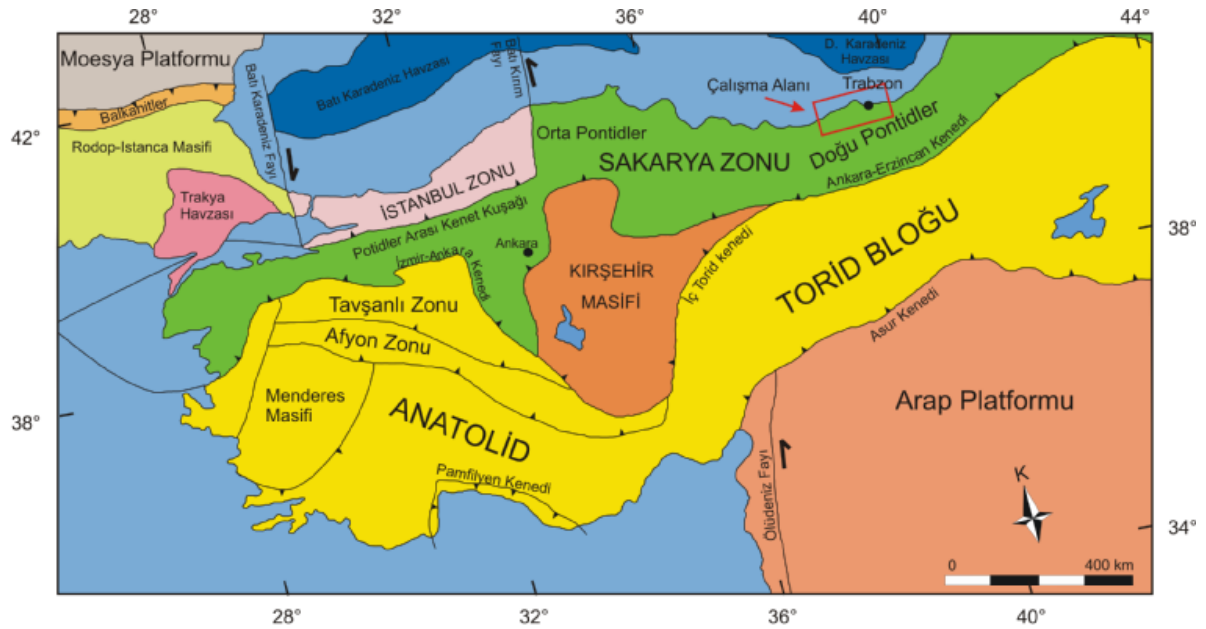 28°
32°
36°
40°
44°
Moesya Platformu
Balkanitler
Batı Karadeniz Fayı
Batı Karadeniz Havzası
Batı Kırım
Fayı
D. Karadeniz
Havzası
Çalışma Alanı
Trabzon
42°
Rodop-Istanca Masifi
Trakya
Havzası
İSTANBUL ZONU
Orta Pontidler
SAKARYA ZONU
Doğu Pontidler
Ankara-Erzincan Kenedi
Potidler Arası Kenet Kuşağı
İzmir-Ankara Kenedi
Ankara
38°
KIRŞEHİR
MASİFİ
İç Torid kenedi
TORİD BLOĞU
Tavşanlı Zonu
Afyon Zonu
Asur Kenedi
Menderes
Masifi
ANATOLİD
Arap Platformu
38°
Pamfilyen Kenedi
Ölüdeniz Fayı
K
34°
0
400 km
28°
32°
36°
40°